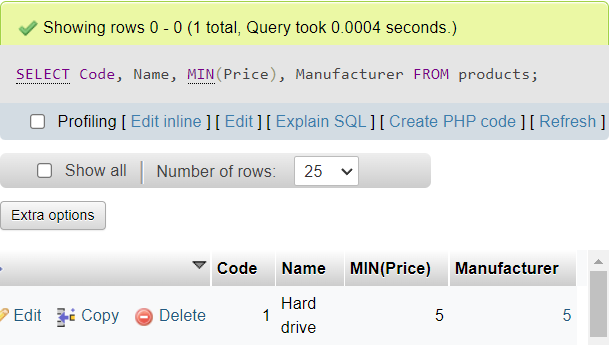 Showing rows 0 - 0 (1 total, Query took 0.0004 seconds.)
SELECT Code, Name, MIN(Price), Manufacturer FROM products;
Profiling [ Edit inline ] [ Edit ] [ Explain SQL ] [ Create PHP code ] [ Refresh ]
Show all Number of rows: 25
Extra options
Code Name MIN(Price) Manufacturer
Edit Copy Delete 1 Hard drive 5 5